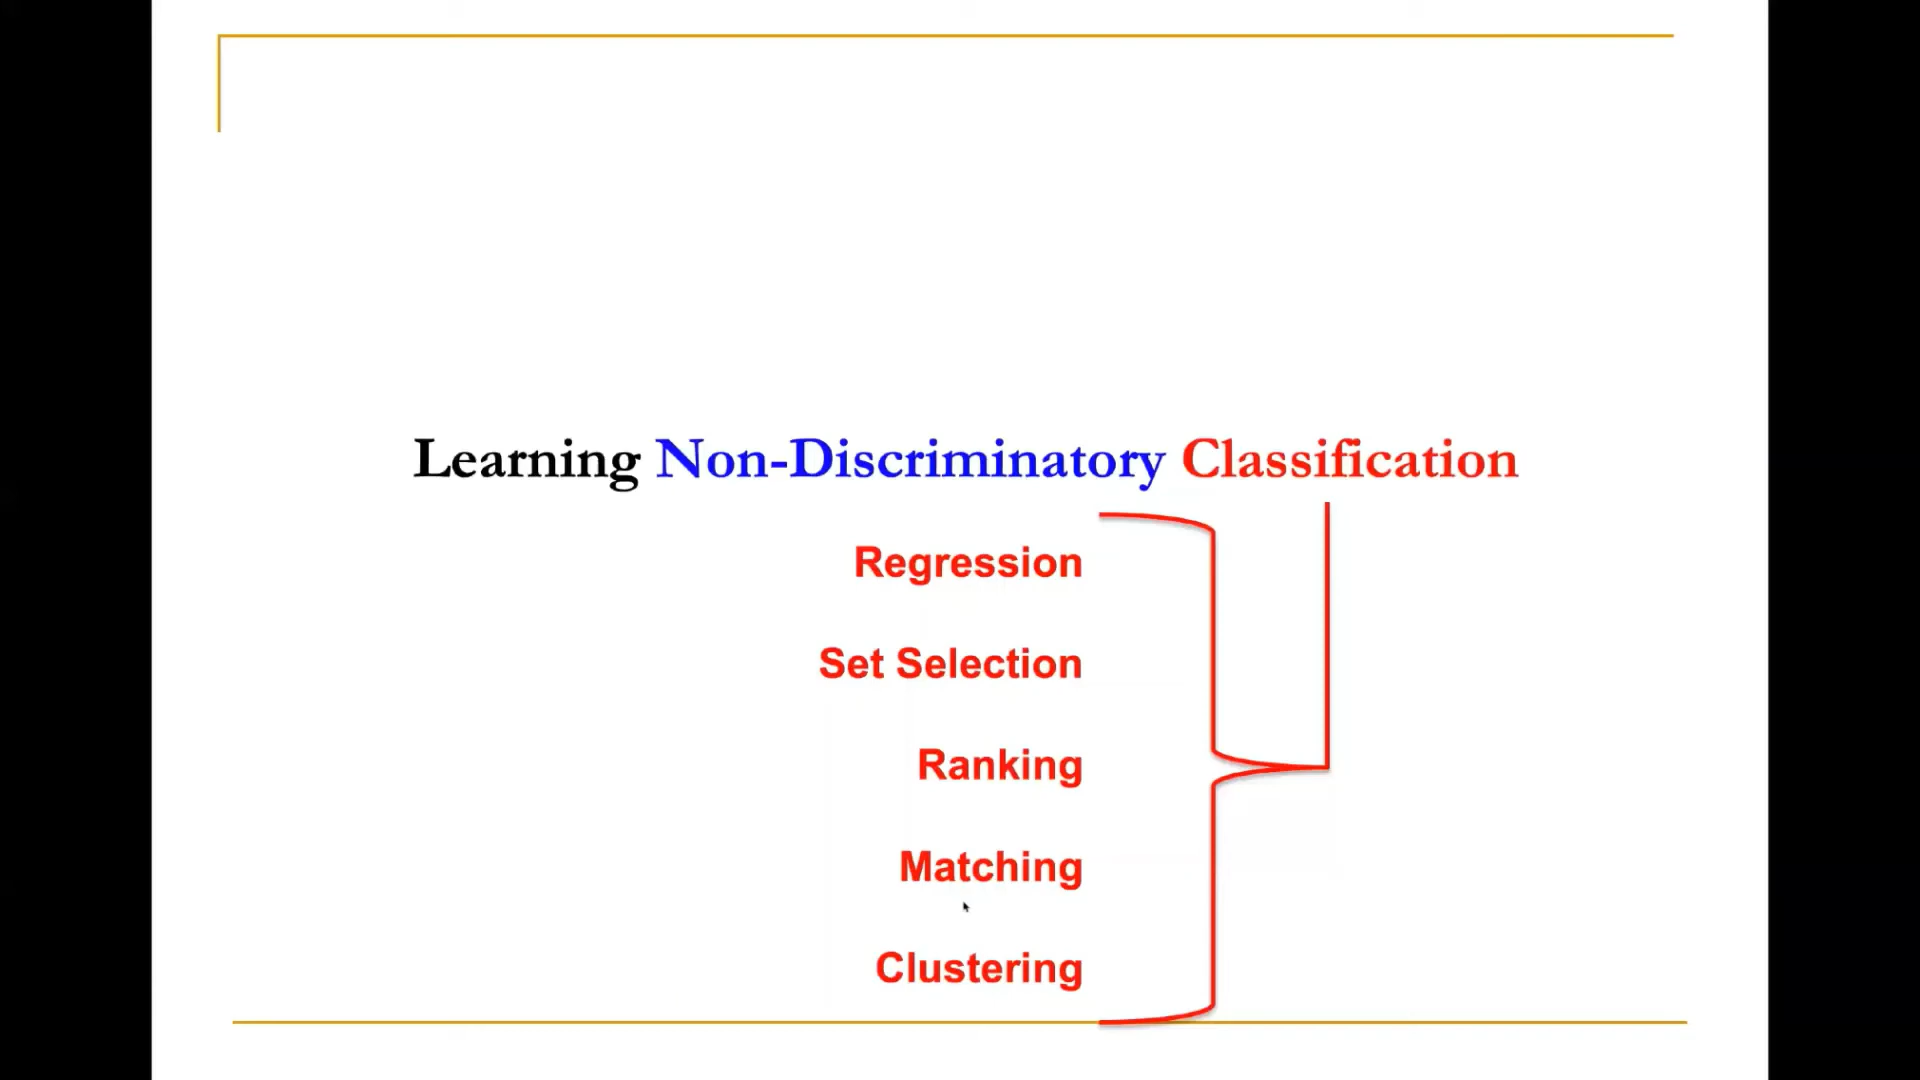 Learning Non-Discriminatory Classification
Regression
Set Selection
Ranking
Matching
Clustering